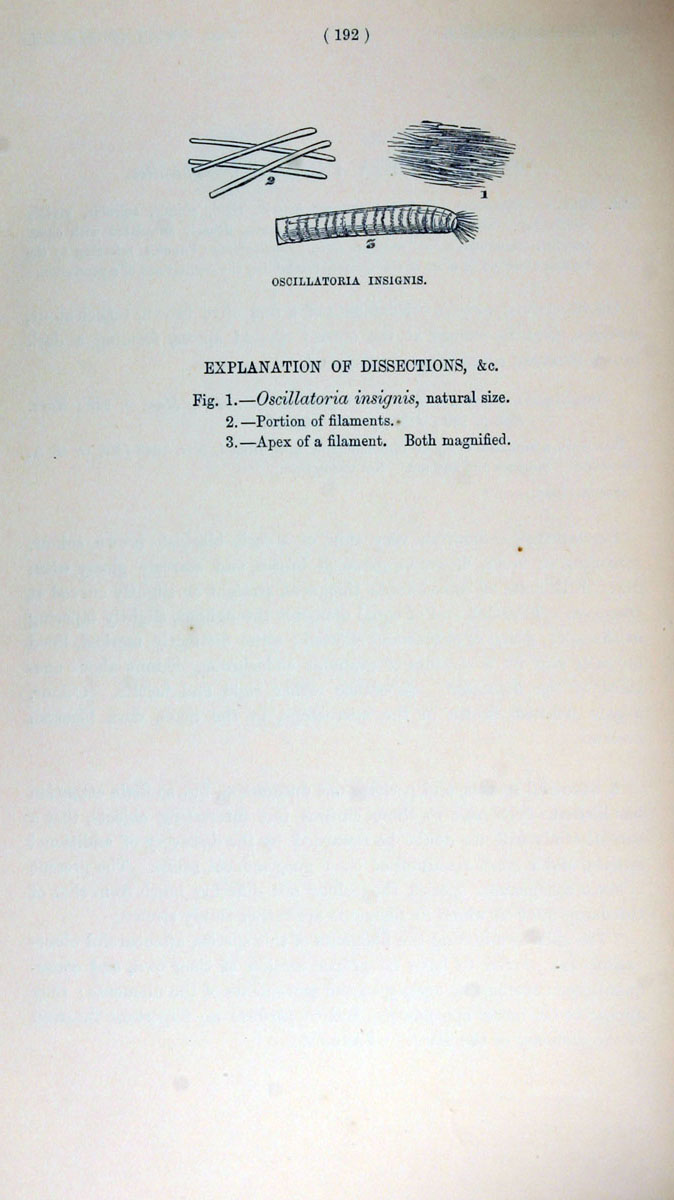 ( 192 )
2
1
3
OSCILLATORIA INSIGNIS.
EXPLANATION OF DISSECTIONS, &c.
Fig. 1.—Oscillatoria insignis, natural size.
2.—Portion of filaments.
3.—Apex of a filament. Both magnified.